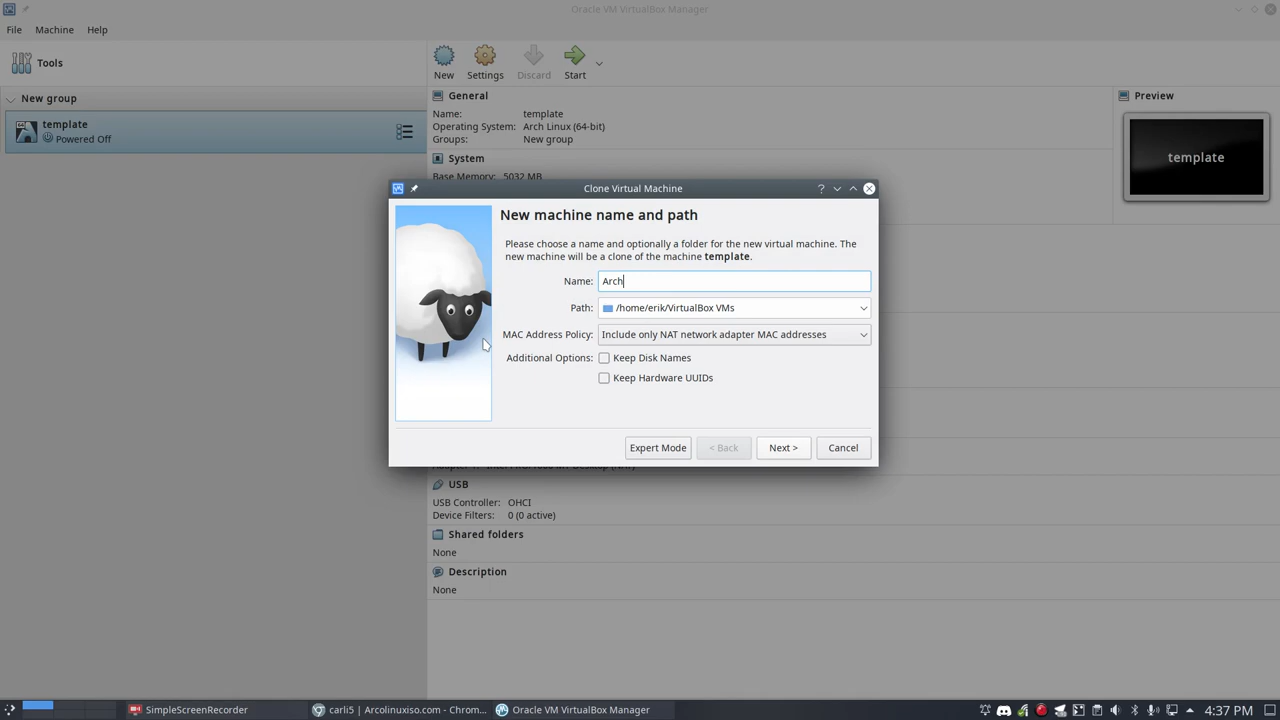 Oracle VM VirtualBox Manager
File Machine Help
Tools
New Settings Discard Start
New group
template
Powered Off
General
Name: template
Operating System: Arch Linux (64-bit)
Groups: New group
System
Base Memory: 5032 MB
Preview
template
Clone Virtual Machine
New machine name and path
Please choose a name and optionally a folder for the new virtual machine. The
new machine will be a clone of the machine template.
Name: Arch
Path: /home/erik/VirtualBox VMs
MAC Address Policy: Include only NAT network adapter MAC addresses
Additional Options: Keep Disk Names
Keep Hardware UUIDs
Expert Mode < Back Next > Cancel
USB
USB Controller: OHCI
Device Filters: 0 (0 active)
Shared folders
None
Description
None
SimpleScreenRecorder carli5 | Arcolinuxiso.com - Chrom... Oracle VM VirtualBox Manager 4:37 PM